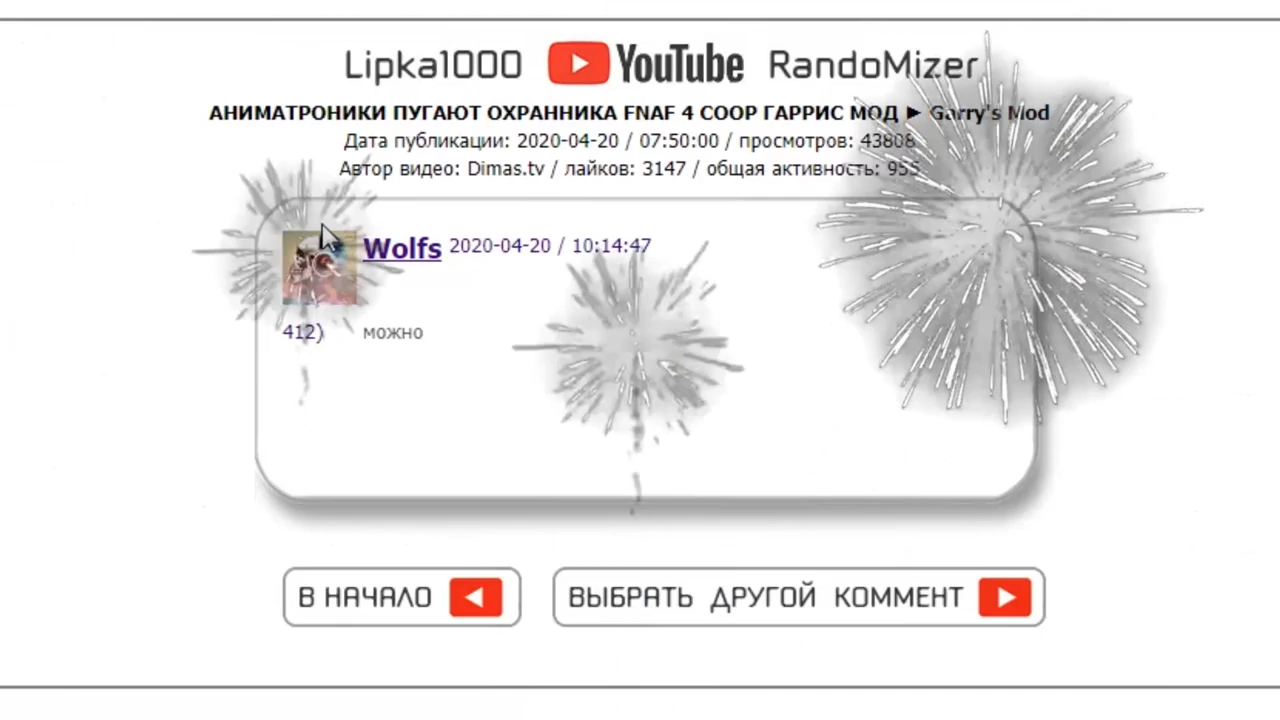 Lipka1000 YouTube RandoMizer
АНИМАТРОНИКИ ПУГАЮТ ОХРАННИКА FNAF 4 COOP ГАРРИС МОД ► Garry's Mod
Дата публикации: 2020-04-20 / 07:50:00 / просмотров: 43808
Автор видео: Dimas.tv / лайков: 3147 / общая активность: 955
Wolfs 2020-04-20 / 10:14:47
412) можно
В НАЧАЛО
ВЫБРАТЬ ДРУГОЙ КОММЕНТ